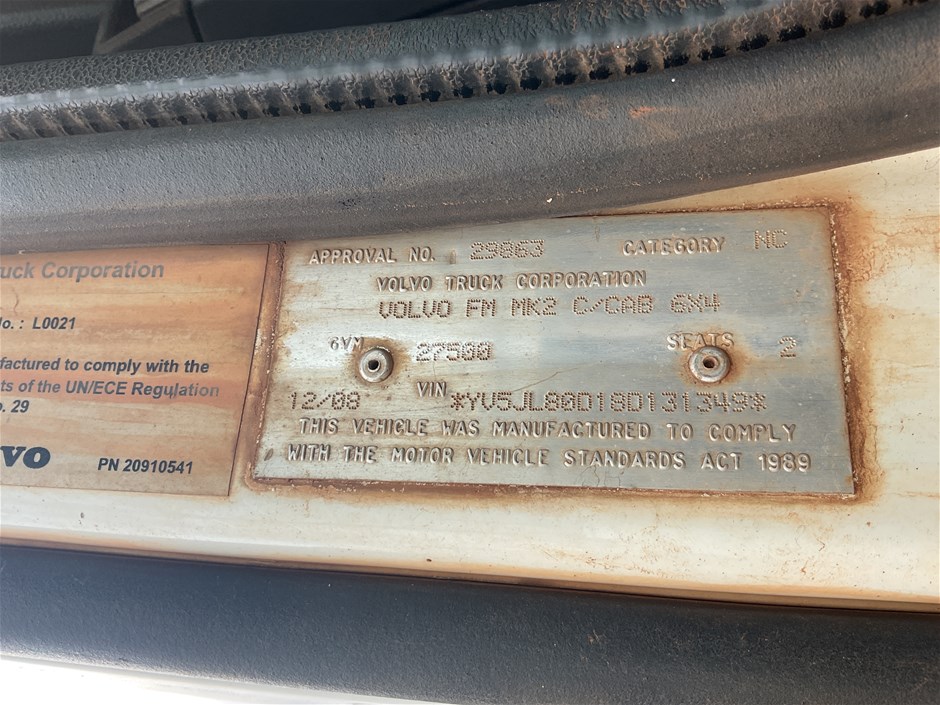 uck Corporation
o. : L0021
factured to comply with the
ts of the UN/ECE Regulation
. 29
VO
PN 20910541
APPROVAL NO. 29863 CATEGORY NC
VOLVO TRUCK CORPORATION
VOLVO FM MK2 C/CAB 6X4
GVM 27500 SEATS 2
VIN
12/08 *YV5JL80D18D131349*
THIS VEHICLE WAS MANUFACTURED TO COMPLY
WITH THE MOTOR VEHICLE STANDARDS ACT 1989